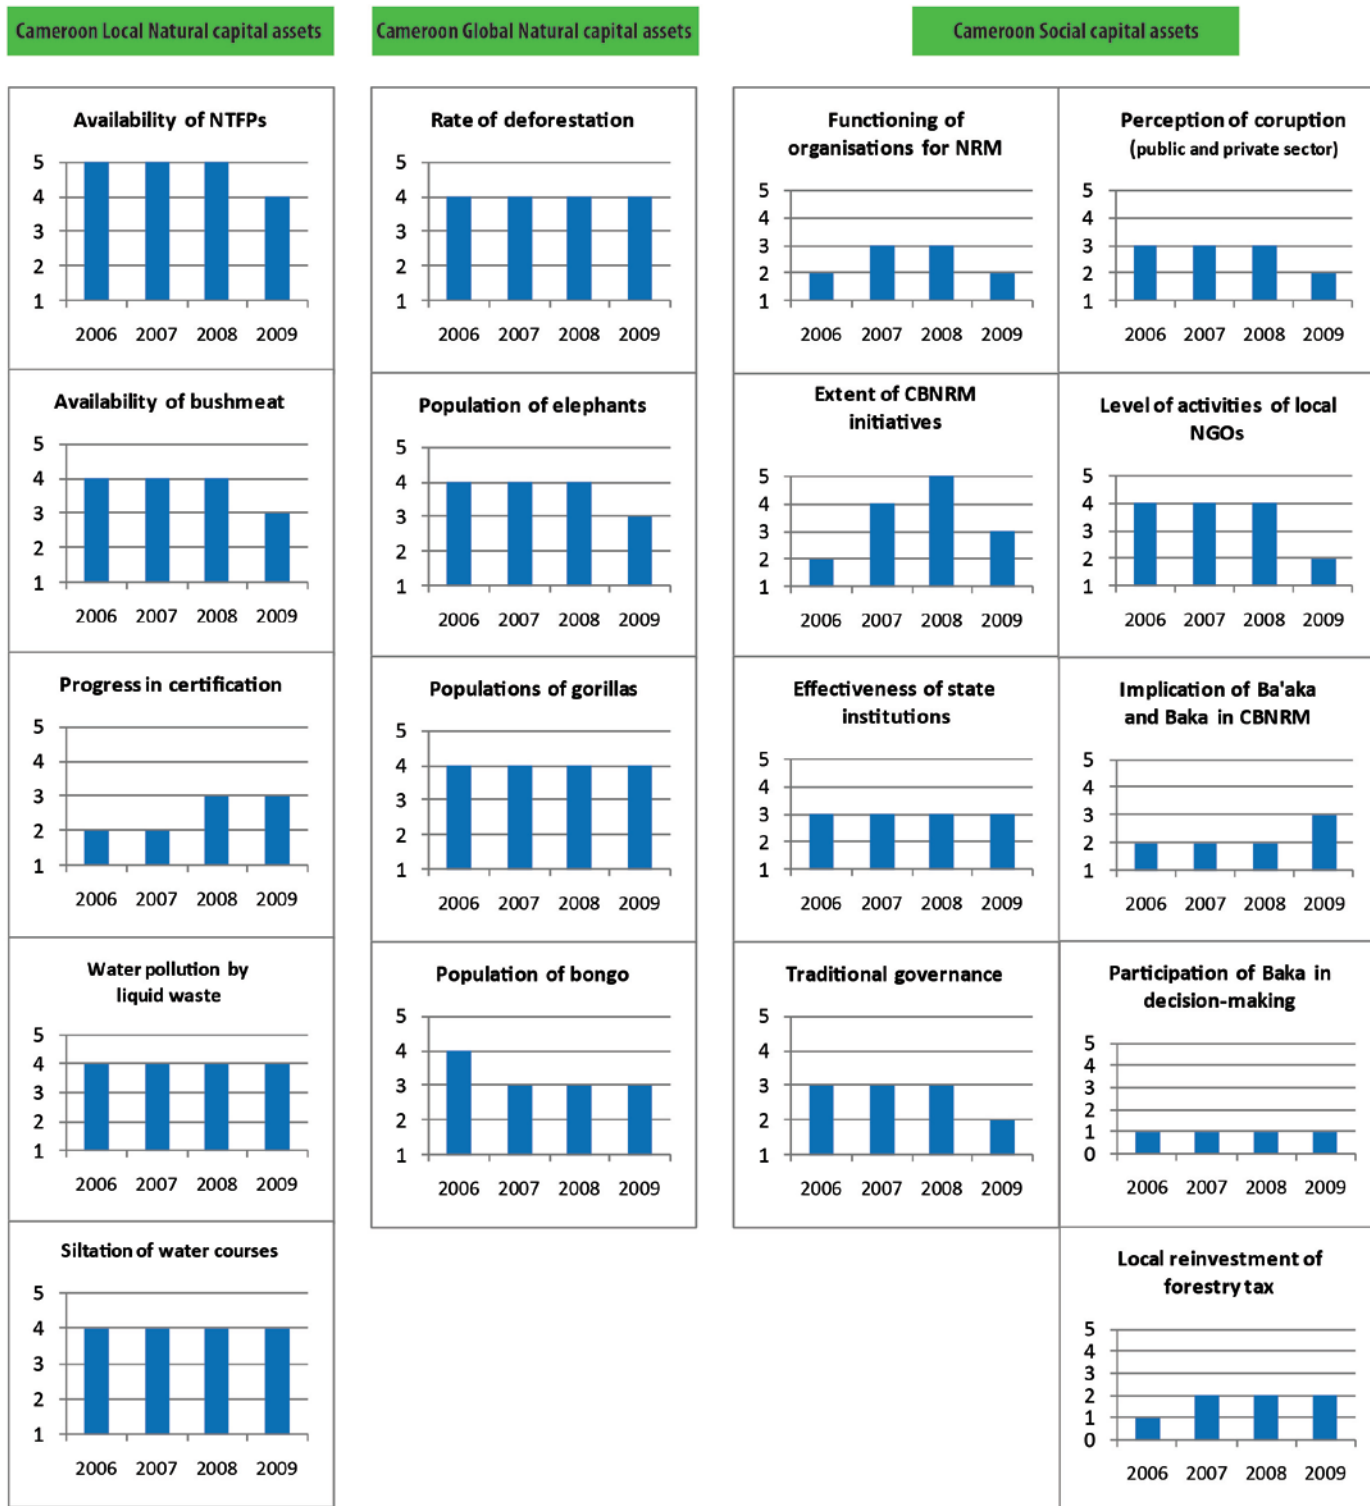 Cameroon Local Natural capital assets
Availability of NTFPs
5
4
3
2
1
2006 2007 2008 2009
Availability of bushmeat
5
4
3
2
1
2006 2007 2008 2009
Progress in certification
5
4
3
2
1
2006 2007 2008 2009
Water pollution by
liquid waste
5
4
3
2
1
2006 2007 2008 2009
Siltation of water courses
5
4
3
2
1
2006 2007 2008 2009
Cameroon Global Natural capital assets
Rate of deforestation
5
4
3
2
1
2006 2007 2008 2009
Population of elephants
5
4
3
2
1
2006 2007 2008 2009
Populations of gorillas
5
4
3
2
1
2006 2007 2008 2009
Population of bongo
5
4
3
2
1
2006 2007 2008 2009
Cameroon Social capital assets
Functioning of
organisations for NRM
5
4
3
2
1
2006 2007 2008 2009
Extent of CBNRM
initiatives
5
4
3
2
1
2006 2007 2008 2009
Effectiveness of state
institutions
5
4
3
2
1
2006 2007 2008 2009
Traditional governance
5
4
3
2
1
2006 2007 2008 2009
Perception of coruption
(public and private sector)
5
4
3
2
1
2006 2007 2008 2009
Level of activities of local
NGOs
5
4
3
2
1
2006 2007 2008 2009
Implication of Ba'aka
and Baka in CBNRM
5
4
3
2
1
2006 2007 2008 2009
Participation of Baka in
decision-making
5
4
3
2
1
0
2006 2007 2008 2009
Local reinvestment of
forestry tax
5
4
3
2
1
0
2006 2007 2008 2009